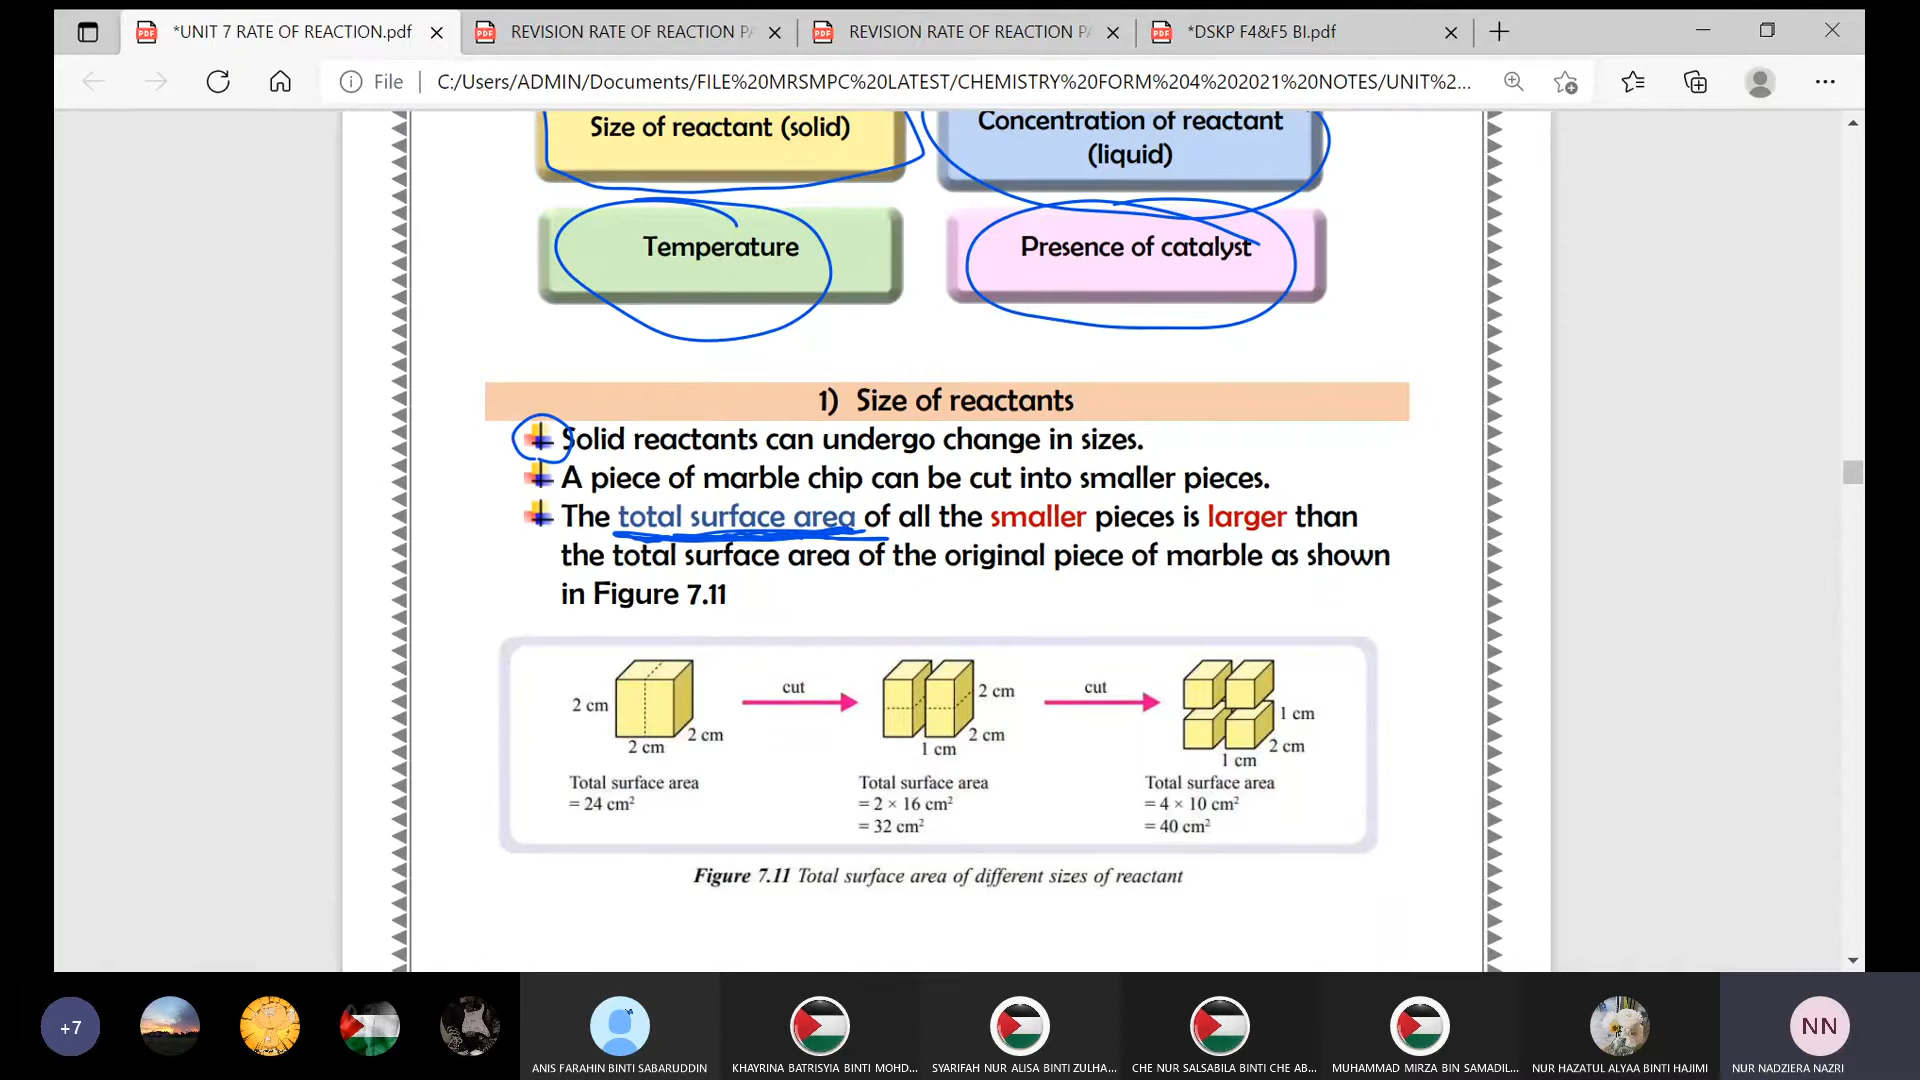 *UNIT 7 RATE OF REACTION.pdf
REVISION RATE OF REACTION PA
REVISION RATE OF REACTION PA
*DSKP F4&F5 BI.pdf
File
C:/Users/ADMIN/Documents/FILE%20MRSMPC%20LATEST/CHEMISTRY%20FORM%204%202021%20NOTES/UNIT%2...
Size of reactant (solid)
Concentration of reactant
(liquid)
Temperature
Presence of catalyst
1) Size of reactants
Solid reactants can undergo change in sizes.
A piece of marble chip can be cut into smaller pieces.
The total surface area of all the smaller pieces is larger than
the total surface area of the original piece of marble as shown
in Figure 7.11
2 cm
2 cm
2 cm
cut
2 cm
2 cm
1 cm
cut
1 cm
2 cm
1 cm
Total surface area
= 24 cm²
Total surface area
= 2 × 16 cm²
= 32 cm²
Total surface area
= 4 × 10 cm²
= 40 cm²
Figure 7.11 Total surface area of different sizes of reactant
+7
NN
ANIS FARAHIN BINTI SABARUDDIN
KHAYRINA BATRISYIA BINTI MOHD...
SYARIFAH NUR ALISA BINTI ZULHA...
CHE NUR SALSABILA BINTI CHE AB...
MUHAMMAD MIRZA BIN SAMADIL...
NUR HAZATUL ALYAA BINTI HAJIMI
NUR NADZIERA NAZRI